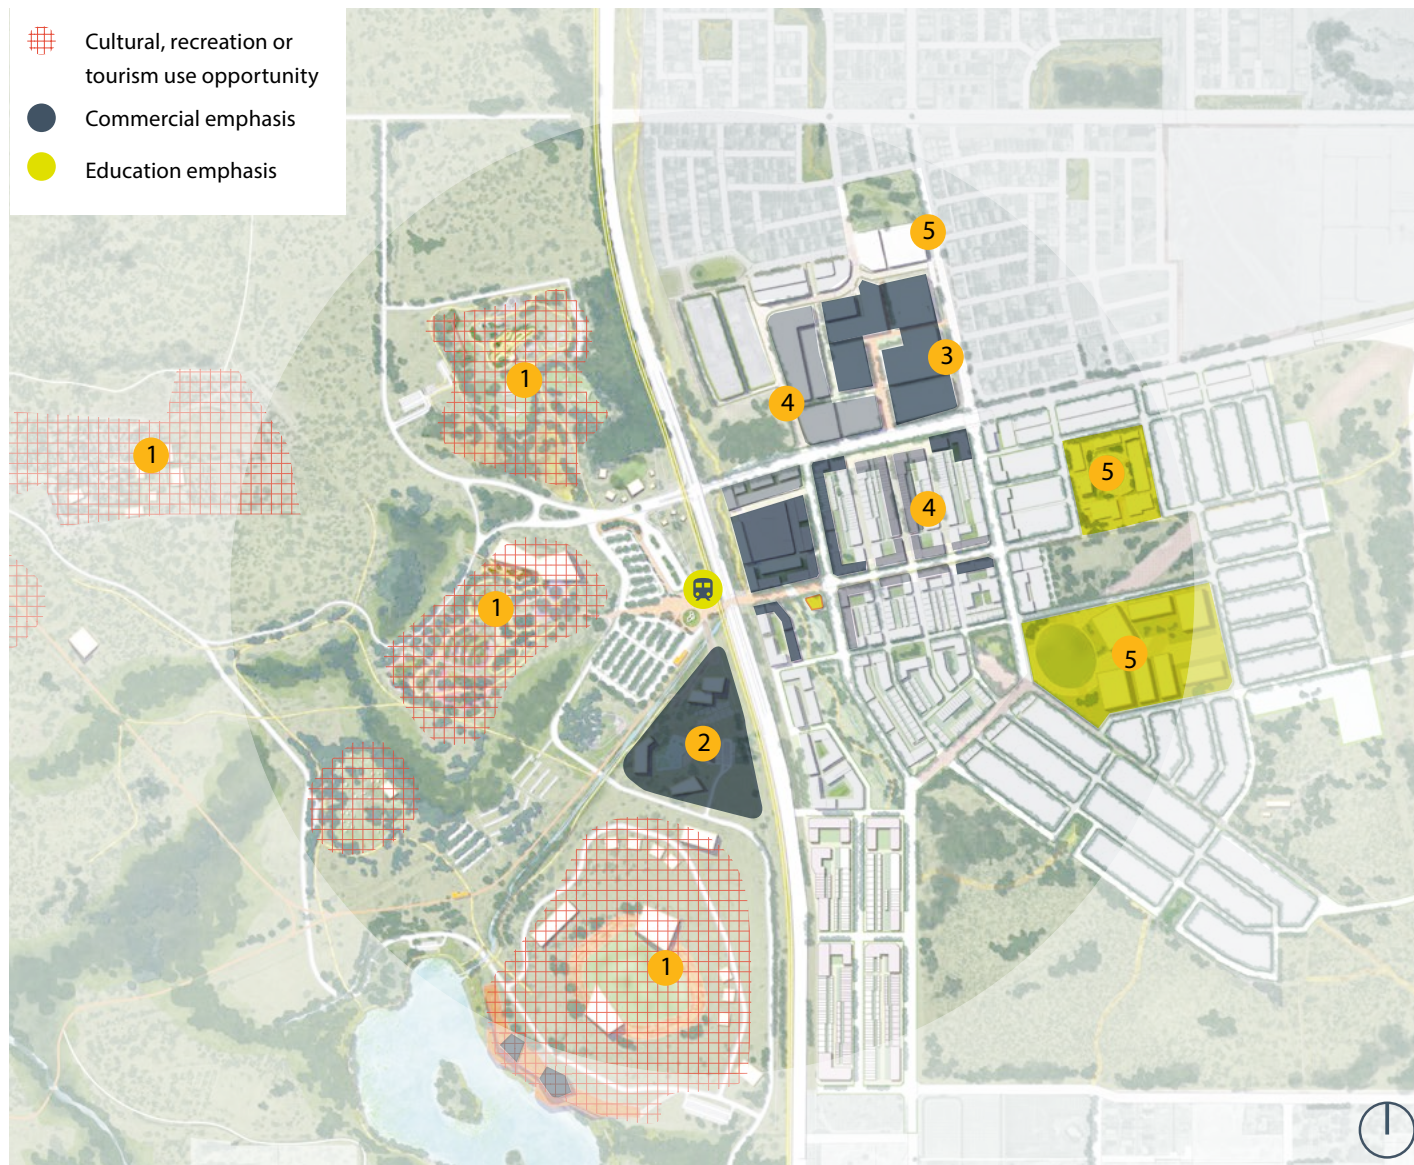 Cultural, recreation or
tourism use opportunity
Commercial emphasis
Education emphasis
5
3
1
4
1
5
4
1
5
2
1